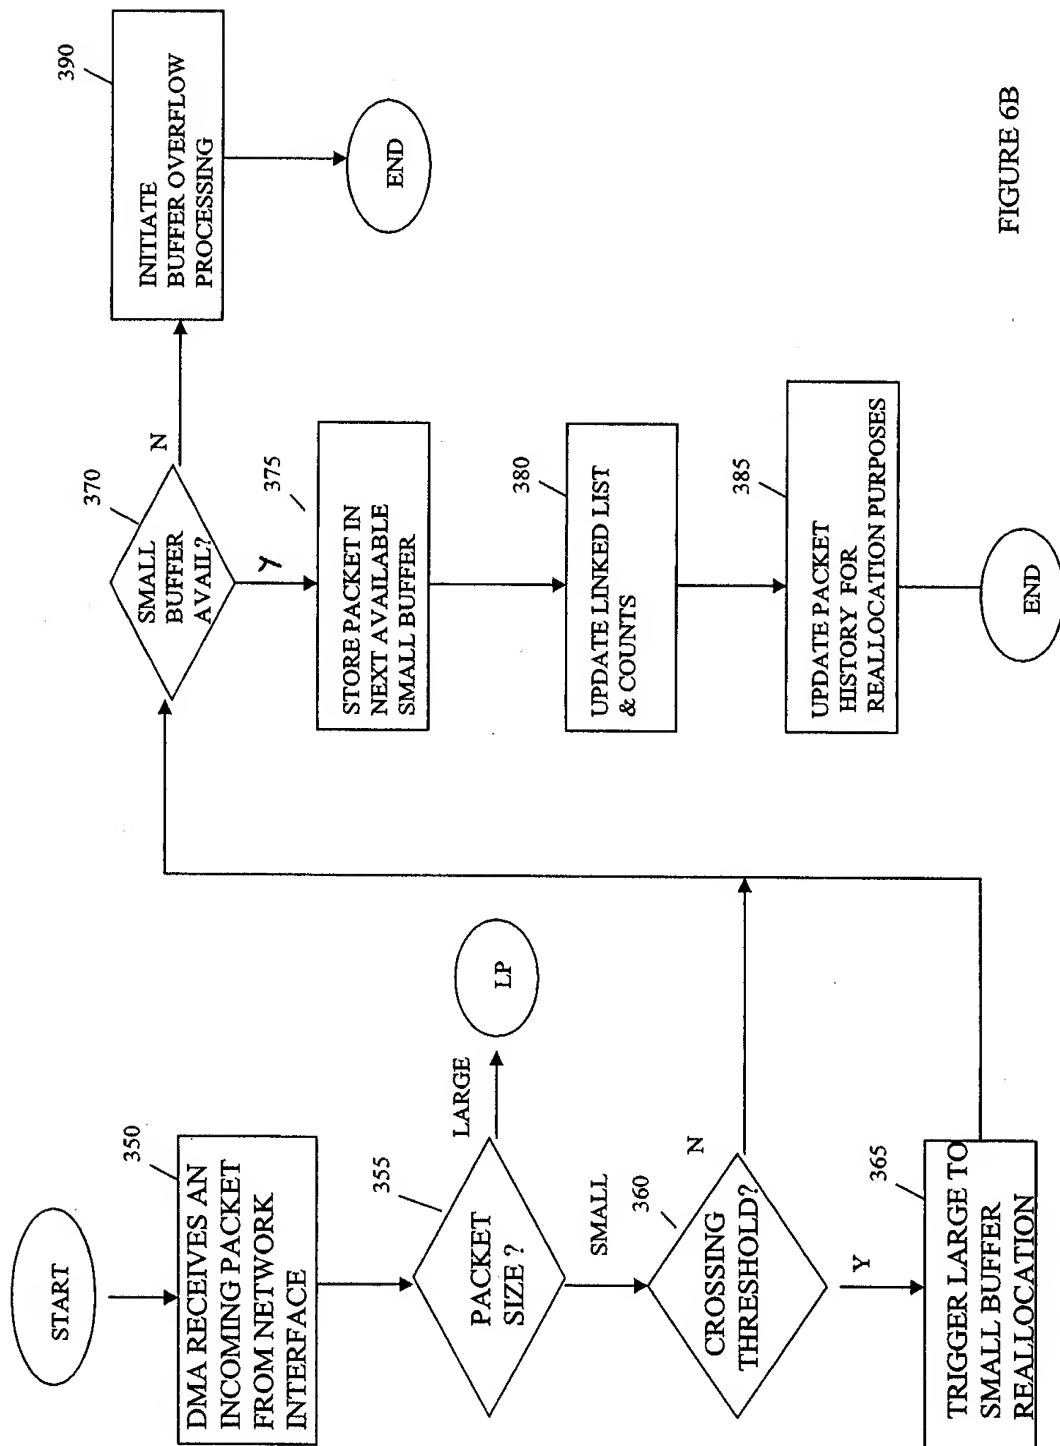 START
350
DMA RECEIVES AN
INCOMING PACKET
FROM NETWORK
INTERFACE
355
PACKET
SIZE ?
LARGE
LP
SMALL
360
CROSSING
THRESHOLD?
N
Y
365
TRIGGER LARGE TO
SMALL BUFFER
REALLOCATION
370
SMALL
BUFFER
AVAIL?
N
Y
390
INITIATE
BUFFER OVERFLOW
PROCESSING
END
375
STORE PACKET IN
NEXT AVAILABLE
SMALL BUFFER
380
UPDATE LINKED LIST
& COUNTS
385
UPDATE PACKET
HISTORY FOR
REALLOCATION PURPOSES
END
FIGURE 6B